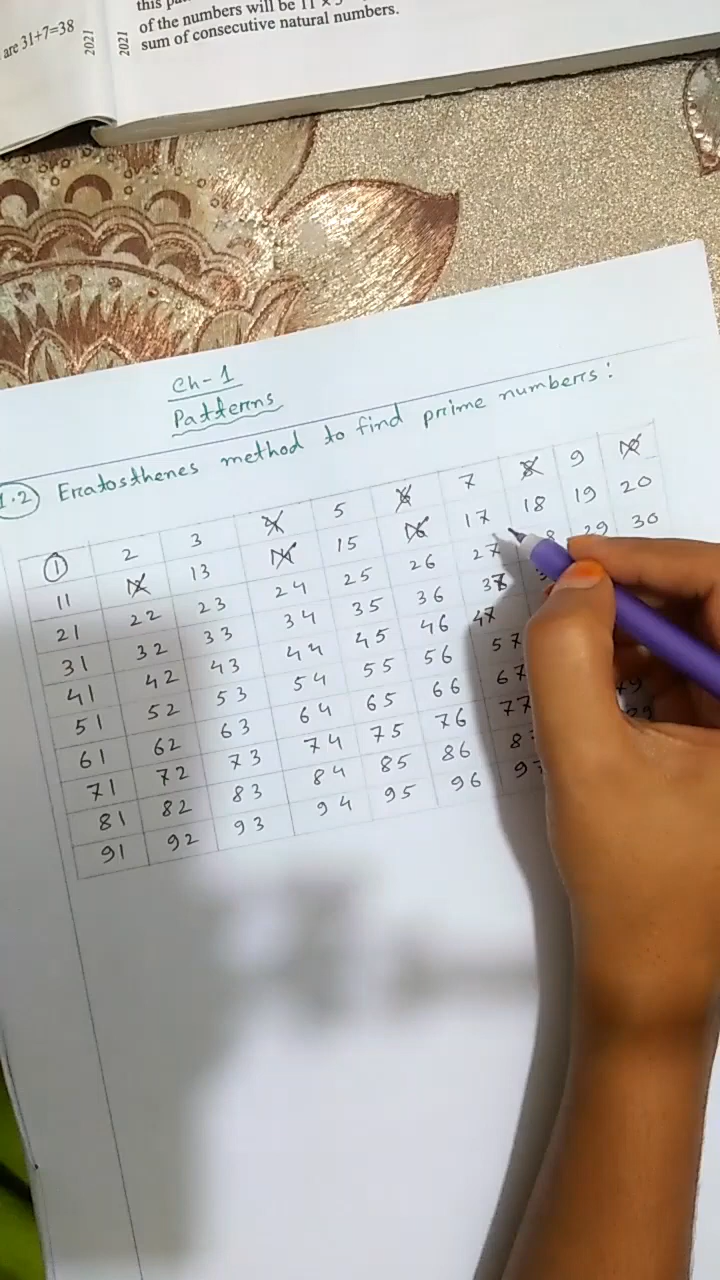 are 31+7=38
2021
2021
of the numbers will be 11 ×
sum of consecutive natural numbers.
Ch-1
Patterns
1.2 Eratosthenes method to find prime numbers:
1 2 3 4 5 6 7 8 9 10
11 12 13 14 15 16 17 18 19 20
21 22 23 24 25 26 27 29 30
31 32 33 34 35 36 37
41 42 43 44 45 46 47
51 52 53 54 55 56 57
61 62 63 64 65 66 67
71 72 73 74 75 76 77
81 82 83 84 85 86
91 92 93 94 95 96